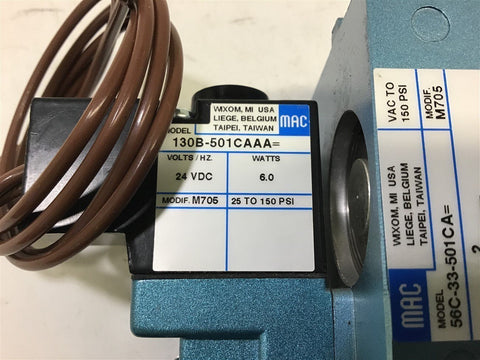 WIXOM, MI USA
LIEGE, BELGIUM
TAIPEI, TAIWAN
MAC
MODEL
130B-501CAAA=
VOLTS/HZ.
WATTS
24 VDC
6.0
MODIF. M705
25 TO 150 PSI
VAC TO
150 PSI
MODIF.
M705
WIXOM, MI USA
LIEGE, BELGIUM
TAIPEI, TAIWAN
MAC
MODEL
56C-33-501CA=